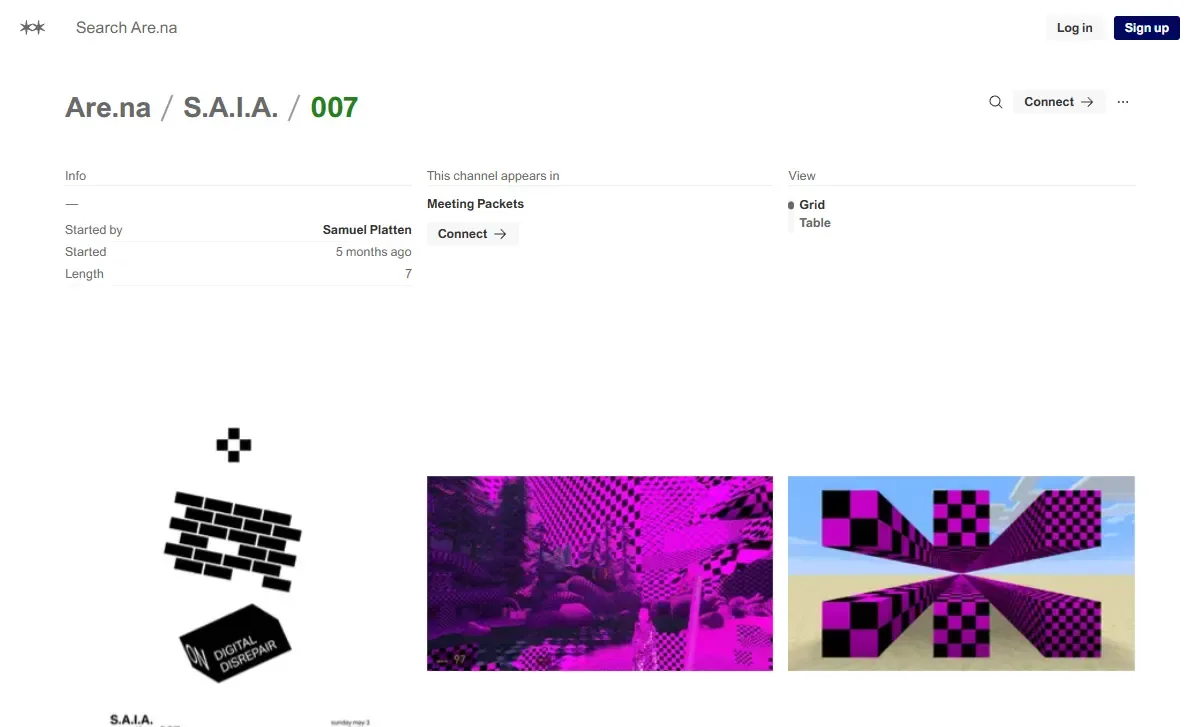 Search Are.na
Log in
Sign up
Are.na / S.A.I.A. / 007
Connect →
Info
—
Started by Samuel Platten
Started 5 months ago
Length 7
This channel appears in
Meeting Packets
Connect →
View
Grid
Table
ON DIGITAL
DISREPAIR
97
S.A.I.A.
sunday may 3